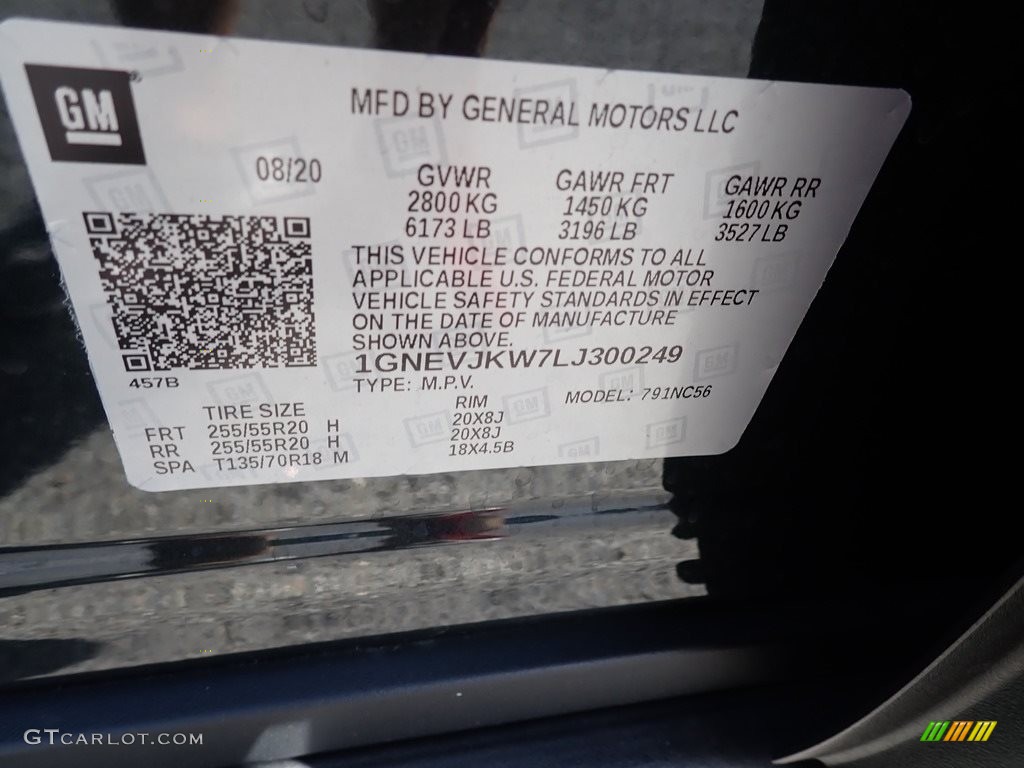 GM
MFD BY GENERAL MOTORS LLC
08/20
GVWR
2800 KG
6173 LB
GAWR FRT
1450 KG
3196 LB
GAWR RR
1600 KG
3527 LB
THIS VEHICLE CONFORMS TO ALL
APPLICABLE U.S. FEDERAL MOTOR
VEHICLE SAFETY STANDARDS IN EFFECT
ON THE DATE OF MANUFACTURE
SHOWN ABOVE.
1GNEVJKW7LJ300249
TYPE: M.P.V.
MODEL: 791NC56
457B
TIRE SIZE RIM
FRT 255/55R20 H 20X8J
RR 255/55R20 H 20X8J
SPA T135/70R18 M 18X4.5B
GTCARLOT.COM